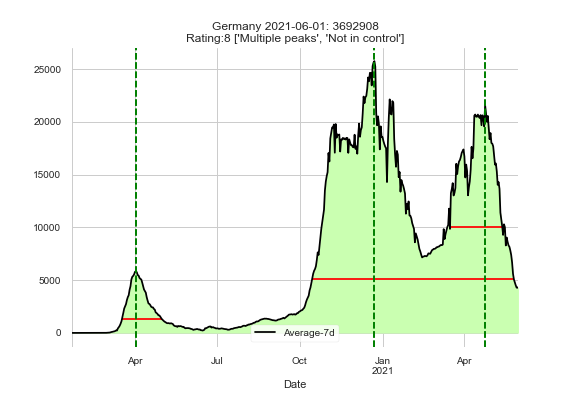 Germany 2021-06-01: 3692908
Rating:8 ['Multiple peaks', 'Not in control']
25000
20000
15000
10000
5000
0
Average-7d
Apr
Jul
Oct
Jan
2021
Apr
Date